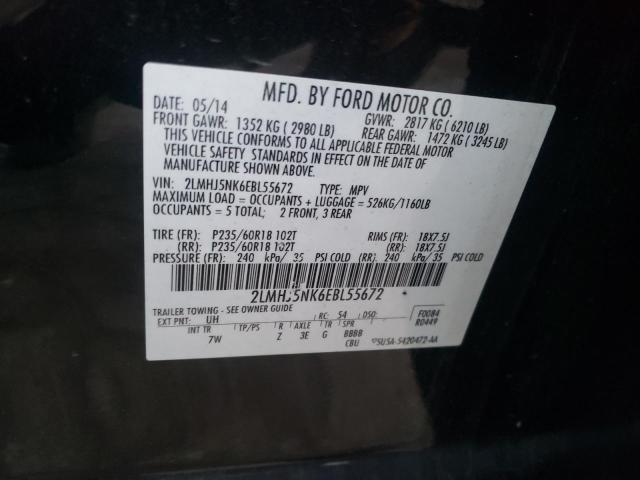 MFD. BY FORD MOTOR CO.
DATE: 05/14 GVWR: 2817 KG ( 6210 LB)
FRONT GAWR: 1352 KG ( 2980 LB) REAR GAWR: 1472 KG ( 3245 LB)
THIS VEHICLE CONFORMS TO ALL APPLICABLE FEDERAL MOTOR
VEHICLE SAFETY STANDARDS IN EFFECT ON THE DATE OF
MANUFACTURE SHOWN ABOVE.
VIN: 2LMHJ5NK6EBL55672 TYPE: MPV
MAXIMUM LOAD = OCCUPANTS + LUGGAGE = 526KG/1160LB
OCCUPANTS = 5 TOTAL; 2 FRONT, 3 REAR
TIRE (FR): P235/60R18 102T RIMS (FR): 18X7.5J
(RR): P235/60R18 102T (RR): 18X7.5J
PRESSURE (FR): 240 kPa/ 35 PSI COLD (RR): 240 kPa/ 35 PSI COLD
2LMHJ5NK6EBL55672
TRAILER TOWING - SEE OWNER GUIDE
EXT PNT: UH RC: 54 DSO: F0084
R0449
INT TR TP/PS R AXLE TR SPR
7W Z 3E G BBBB
CBU 5U5A-5420472-AA